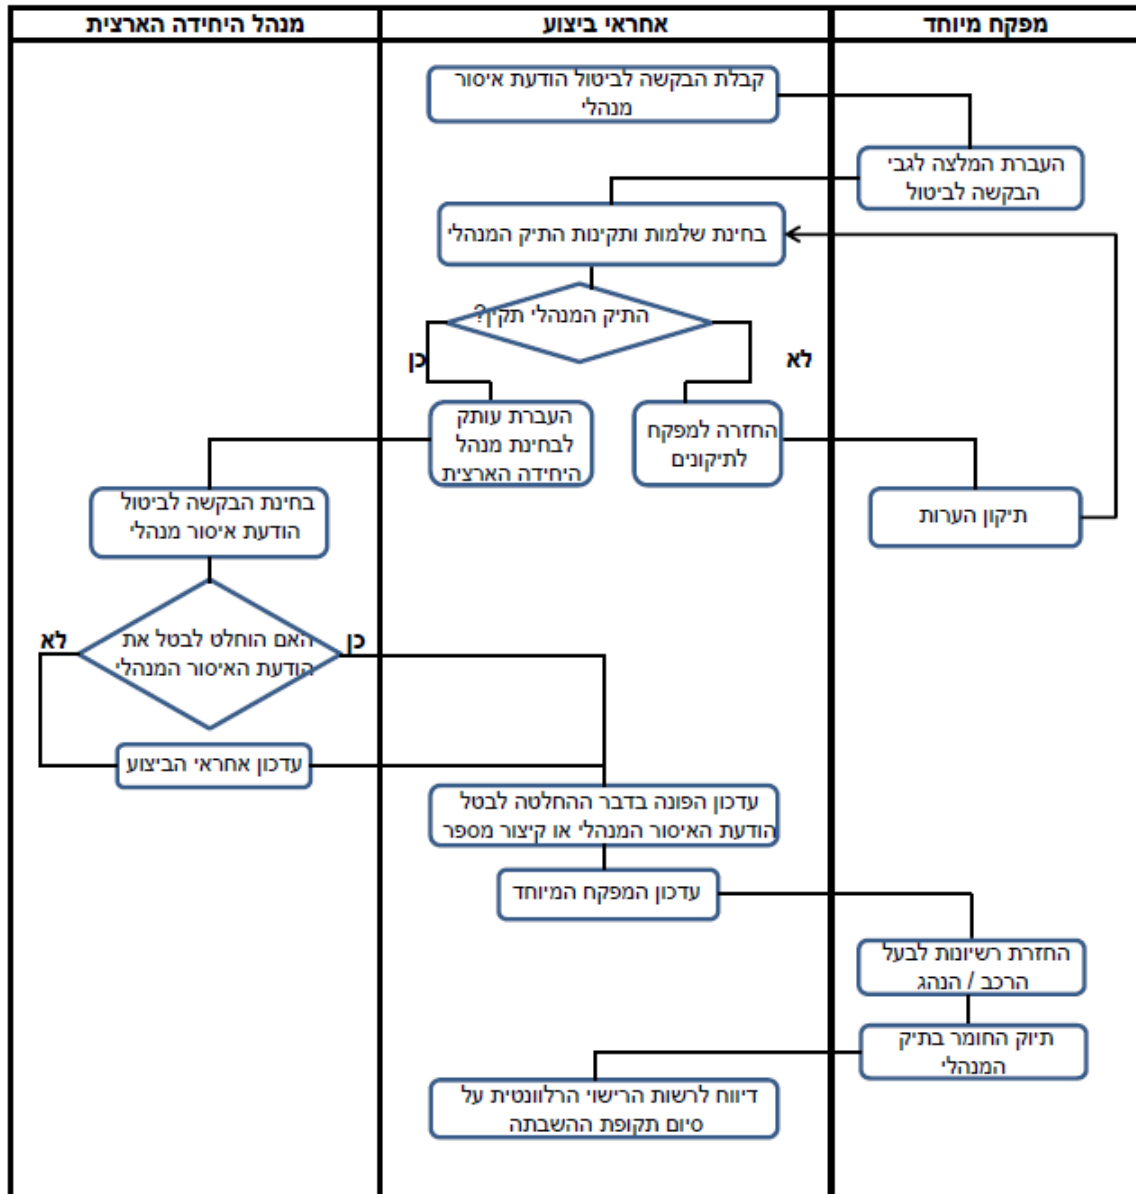 מפקח מיוחד
אחראי ביצוע
מנהל היחידה הארצית
קבלת הבקשה לביטול הודעת איסור
מנהלי
העברת המלצה לגבי
הבקשה לביטול
בחינת שלמות ותקינות התיק המנהלי
התיק המנהלי תקין?
לא
כן
החזרה למפקח
לתיקונים
העברת עותק
לבחינת מנהל
היחידה הארצית
תיקון הערות
בחינת הבקשה לביטול
הודעת איסור מנהלי
האם הוחלט לבטל את
הודעת האיסור המנהלי
כן
לא
עדכון אחראי הביצוע
עדכון הפונה בדבר ההחלטה לבטל
הודעת האיסור המנהלי או קיצור מספר
עדכון המפקח המיוחד
החזרת רשיונות לבעל
הרכב / הנהג
תיוק החומר בתיק
המנהלי
דיווח לרשות הרישוי הרלוונטית על
סיום תקופת ההשבתה